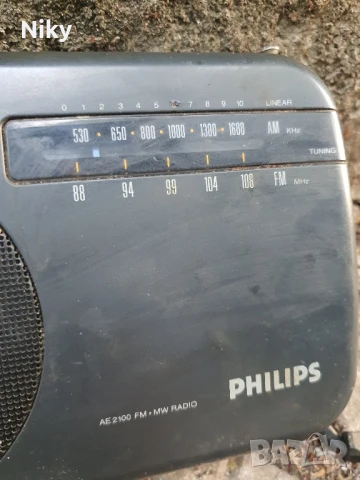 Niky
0 1 2 3 4 5 6 7 8 9 10 LINEAR
530 • 650 • 800 • 1000 • 1300 • 1600 AM KHz
TUNING
88 94 99 104 108 FM MHz
PHILIPS
AE 2100 FM • MW RADIO
BAZAR